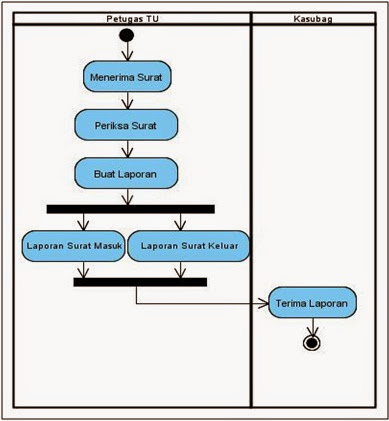 Petugas TU
Kasubag
Menerima Surat
Periksa Surat
Buat Laporan
Laporan Surat Masuk
Laporan Surat Keluar
Terima Laporan